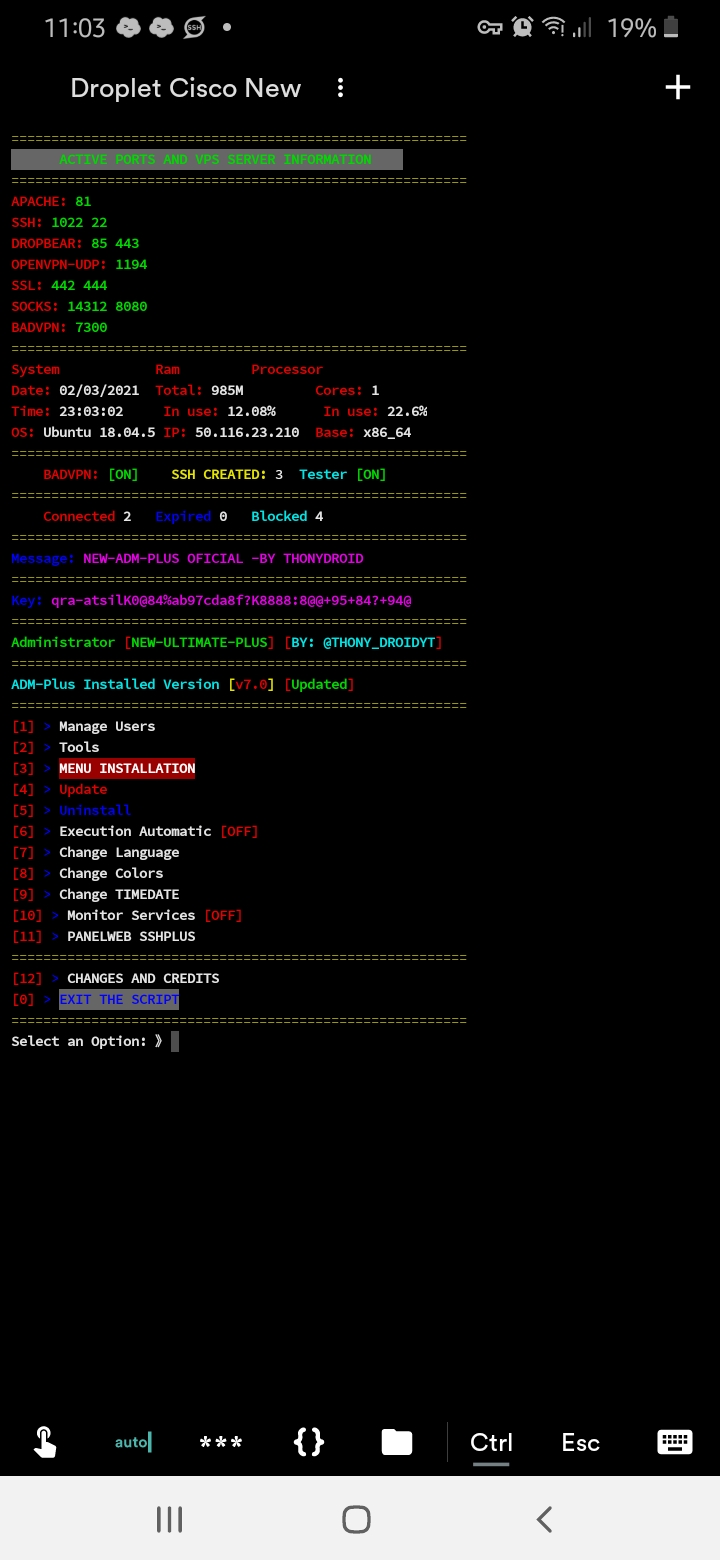 11:03 SSH 19%
Droplet Cisco New
=========================================================
ACTIVE PORTS AND VPS SERVER INFORMATION
=========================================================
APACHE: 81
SSH: 1022 22
DROPBEAR: 85 443
OPENVPN-UDP: 1194
SSL: 442 444
SOCKS: 14312 8080
BADVPN: 7300
=========================================================
System Ram Processor
Date: 02/03/2021 Total: 985M Cores: 1
Time: 23:03:02 In use: 12.08% In use: 22.6%
OS: Ubuntu 18.04.5 IP: 50.116.23.210 Base: x86_64
=========================================================
BADVPN: [ON] SSH CREATED: 3 Tester [ON]
=========================================================
Connected 2 Expired 0 Blocked 4
=========================================================
Message: NEW-ADM-PLUS OFICIAL -BY THONYDROID
=========================================================
Key: qra-atsilK0@84%ab97cda8f?K8888:8@@+95+84?+94@
=========================================================
Administrator [NEW-ULTIMATE-PLUS] [BY: @THONY_DROIDYT]
=========================================================
ADM-Plus Installed Version [v7.0] [Updated]
=========================================================
[1] > Manage Users
[2] > Tools
[3] > MENU INSTALLATION
[4] > Update
[5] > Uninstall
[6] > Execution Automatic [OFF]
[7] > Change Language
[8] > Change Colors
[9] > Change TIMEDATE
[10] > Monitor Services [OFF]
[11] > PANELWEB SSHPLUS
=========================================================
[12] > CHANGES AND CREDITS
[0] > EXIT THE SCRIPT
=========================================================
Select an Option: 》
auto *** {} Ctrl Esc